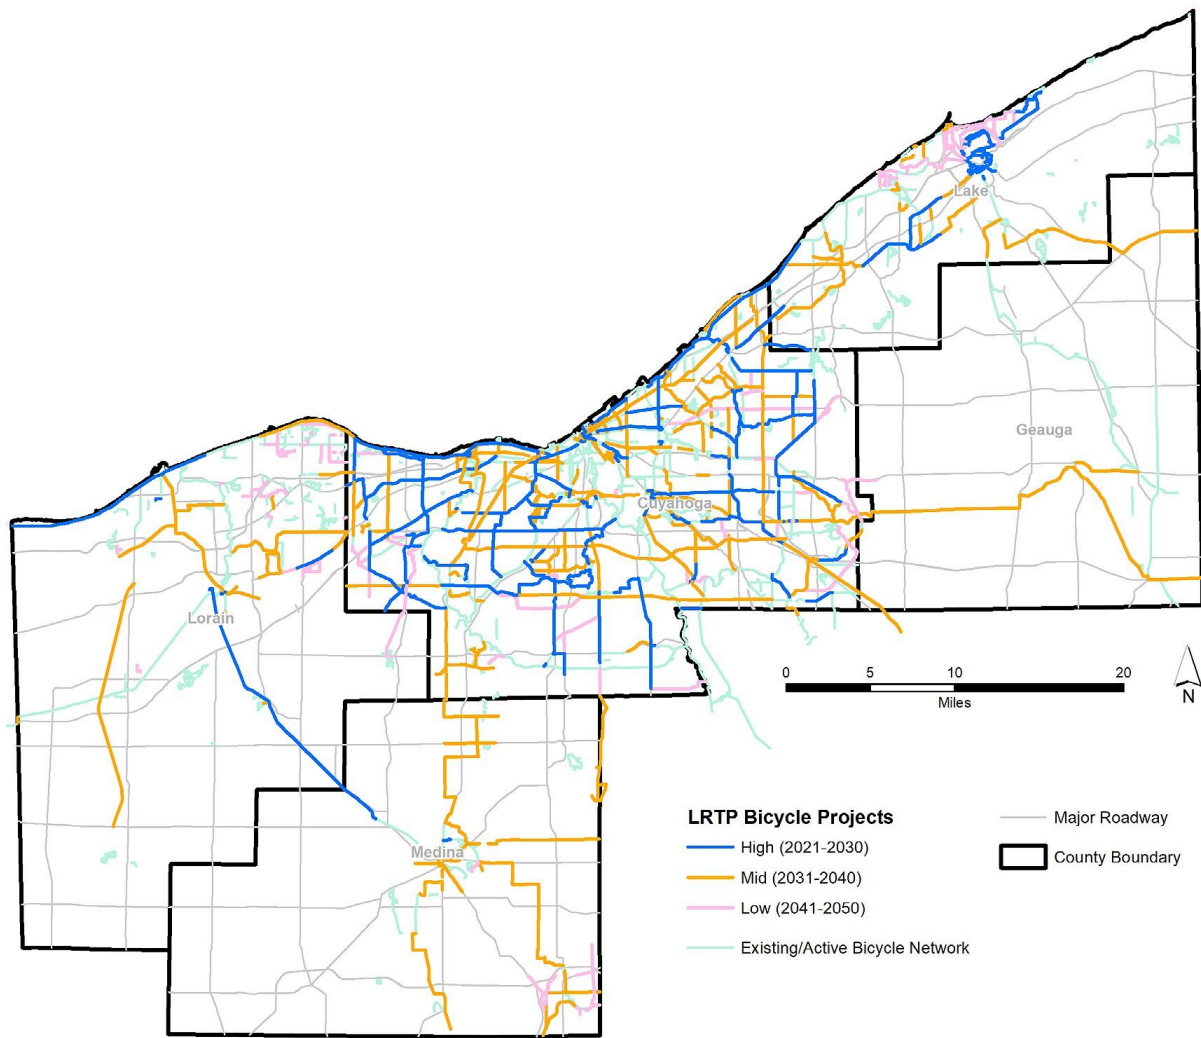 Lake
Geauga
Cuyahoga
Lorain
0 5 10 20
Miles
N
Medina
LRTP Bicycle Projects
High (2021-2030)
Mid (2031-2040)
Low (2041-2050)
Existing/Active Bicycle Network
Major Roadway
County Boundary